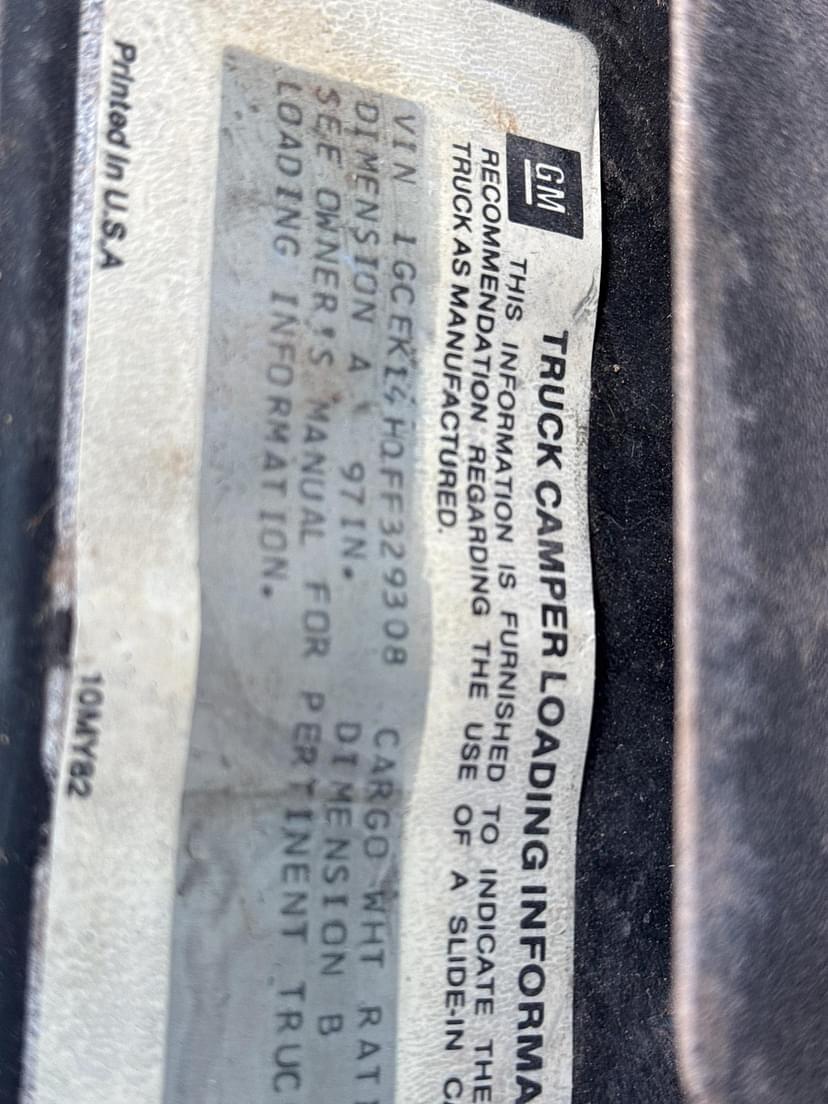 GM
TRUCK CAMPER LOADING INFORMA
THIS INFORMATION IS FURNISHED TO INDICATE THE
RECOMMENDATION REGARDING THE USE OF A SLIDE-IN CA
TRUCK AS MANUFACTURED.
VIN 1GCEK14H0FF329308 CARGO WHT RATI
DIMENSION A 97IN. DIMENSION B
SEE OWNER'S MANUAL FOR PERTINENT TRUC
LOADING INFORMATION.
Printed In U.S.A 10MY82